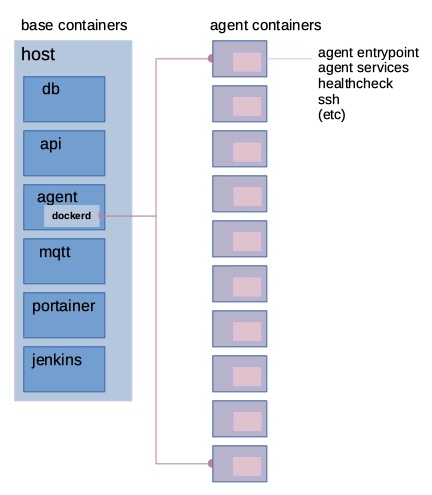 base containers
agent containers
host
db
api
agent
dockerd
mqtt
portainer
jenkins
agent entrypoint
agent services
healthcheck
ssh
(etc)